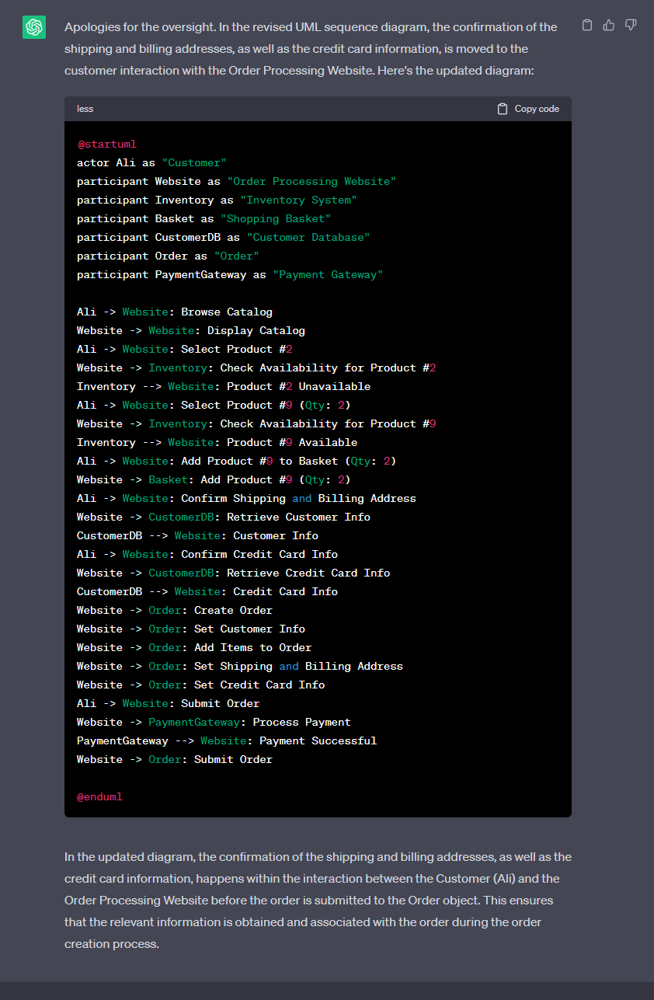 Apologies for the oversight. In the revised UML sequence diagram, the confirmation of the
shipping and billing addresses, as well as the credit card information, is moved to the
customer interaction with the Order Processing Website. Here's the updated diagram:
less
Copy code
@startuml
actor Ali as "Customer"
participant Website as "Order Processing Website"
participant Inventory as "Inventory System"
participant Basket as "Shopping Basket"
participant CustomerDB as "Customer Database"
participant Order as "Order"
participant PaymentGateway as "Payment Gateway"
Ali -> Website: Browse Catalog
Website -> Website: Display Catalog
Ali -> Website: Select Product #2
Website -> Inventory: Check Availability for Product #2
Inventory --> Website: Product #2 Unavailable
Ali -> Website: Select Product #9 (Qty: 2)
Website -> Inventory: Check Availability for Product #9
Inventory --> Website: Product #9 Available
Ali -> Website: Add Product #9 to Basket (Qty: 2)
Website -> Basket: Add Product #9 (Qty: 2)
Ali -> Website: Confirm Shipping and Billing Address
Website -> CustomerDB: Retrieve Customer Info
CustomerDB --> Website: Customer Info
Ali -> Website: Confirm Credit Card Info
Website -> CustomerDB: Retrieve Credit Card Info
CustomerDB --> Website: Credit Card Info
Website -> Order: Create Order
Website -> Order: Set Customer Info
Website -> Order: Add Items to Order
Website -> Order: Set Shipping and Billing Address
Website -> Order: Set Credit Card Info
Ali -> Website: Submit Order
Website -> PaymentGateway: Process Payment
PaymentGateway --> Website: Payment Successful
Website -> Order: Submit Order
@enduml
In the updated diagram, the confirmation of the shipping and billing addresses, as well as the
credit card information, happens within the interaction between the Customer (Ali) and the
Order Processing Website before the order is submitted to the Order object. This ensures
that the relevant information is obtained and associated with the order during the order
creation process.